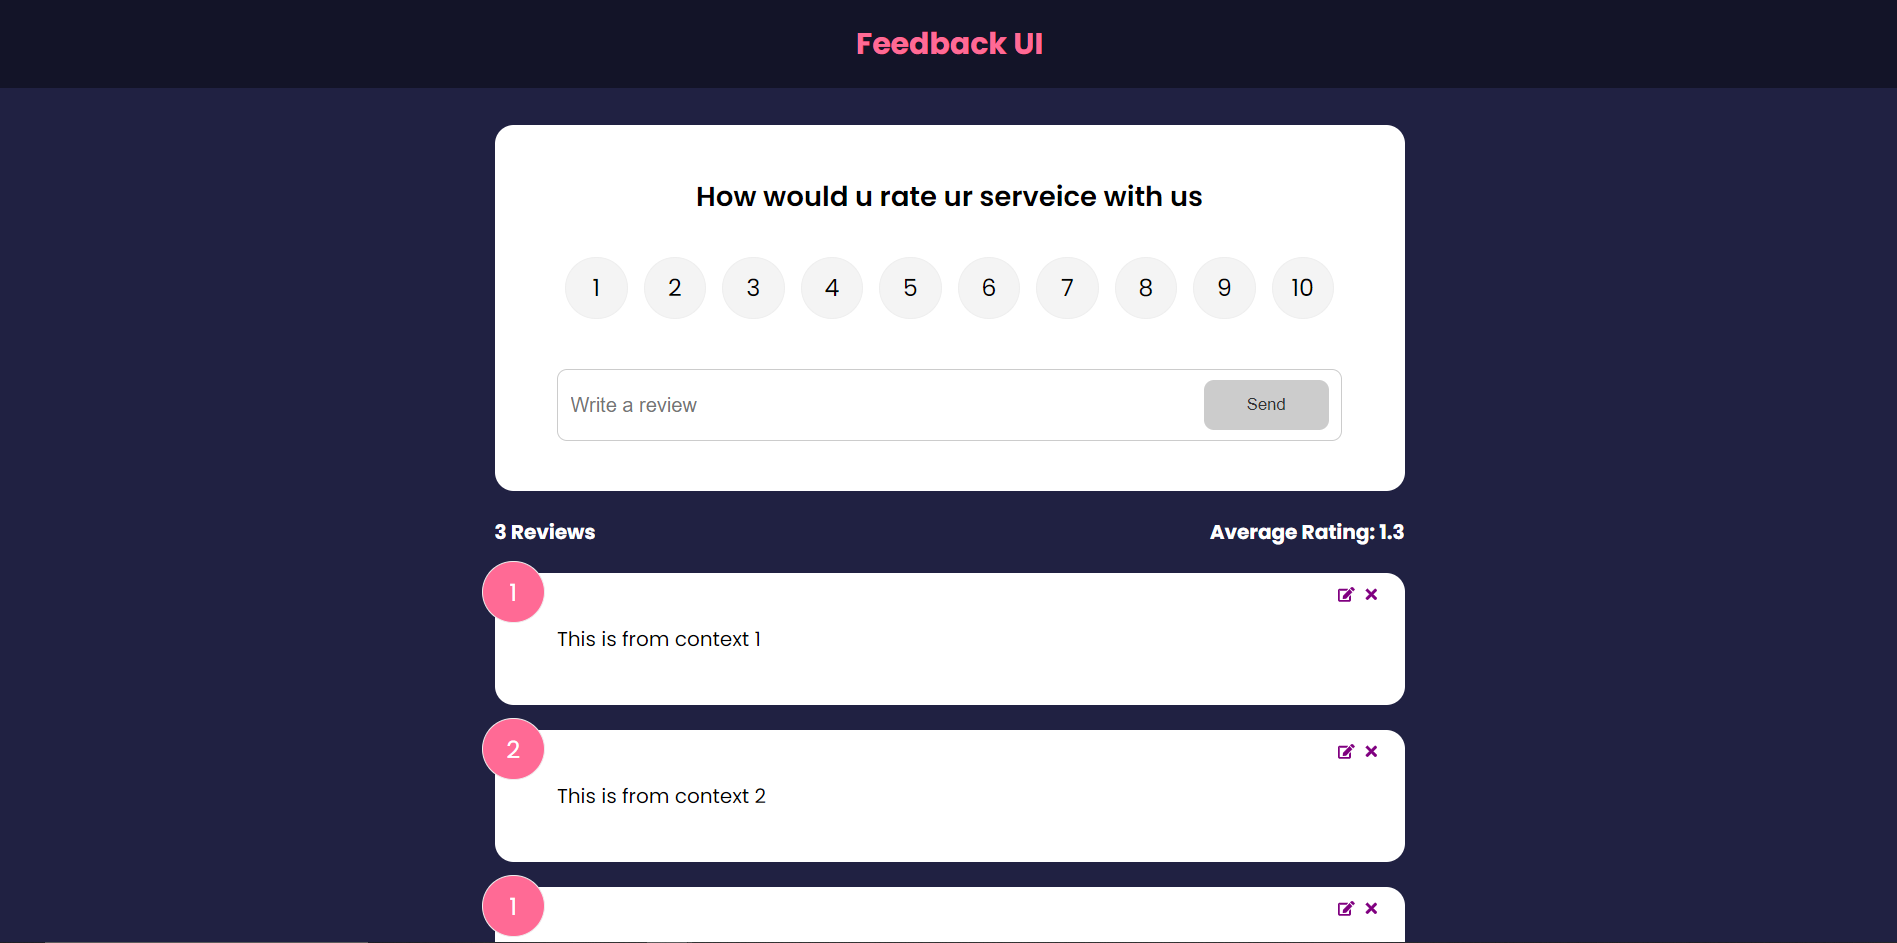 Feedback UI
How would u rate ur serveice with us
1 2 3 4 5 6 7 8 9 10
Write a review
Send
3 Reviews
Average Rating: 1.3
1
This is from context 1
2
This is from context 2
1